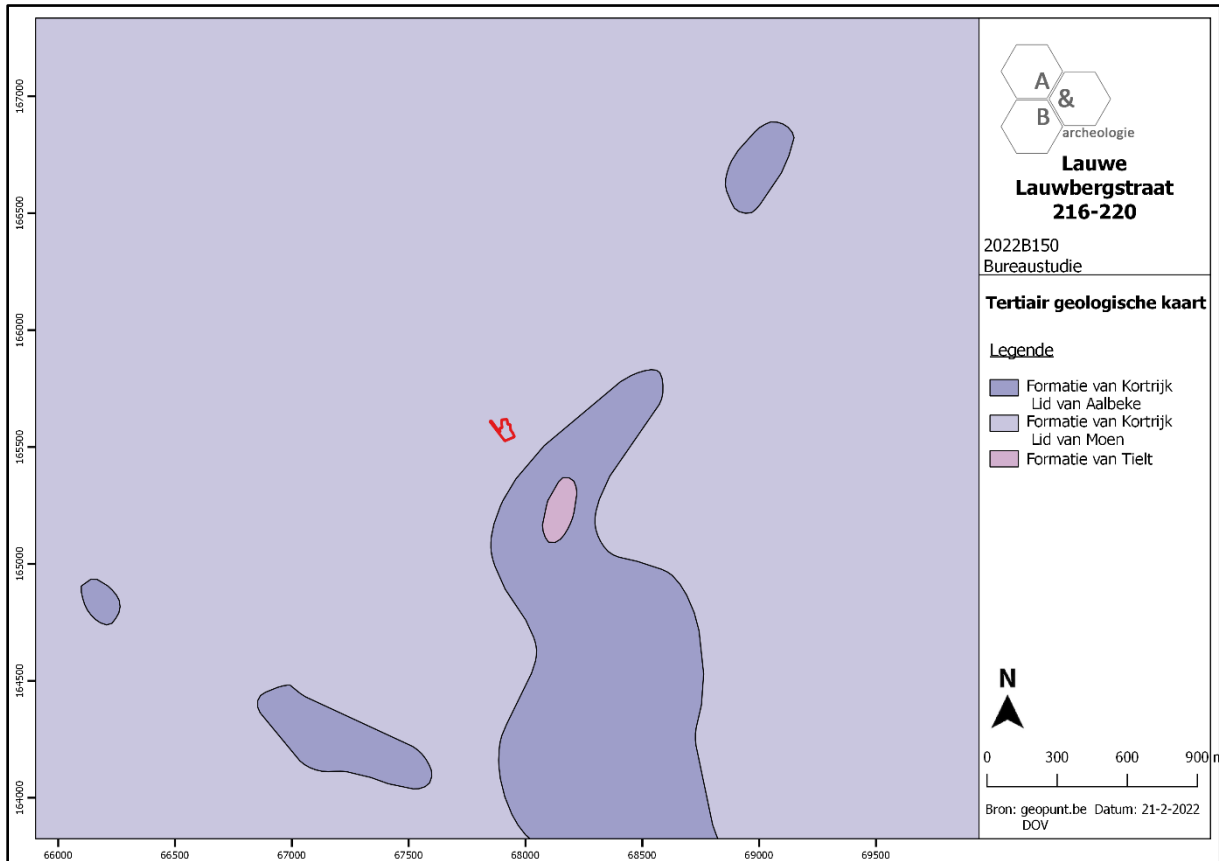 167000
166500
166000
165500
165000
164500
164000
66000 66500 67000 67500 68000 68500 69000 69500
A
&
B
archeologie
Lauwe
Lauwbergstraat
216-220
2022B150
Bureaustudie
Tertiair geologische kaart
Legende
Formatie van Kortrijk
Lid van Aalbeke
Formatie van Kortrijk
Lid van Moen
Formatie van Tielt
N
0 300 600 900 m
Bron: geopunt.be Datum: 21-2-2022
DOV